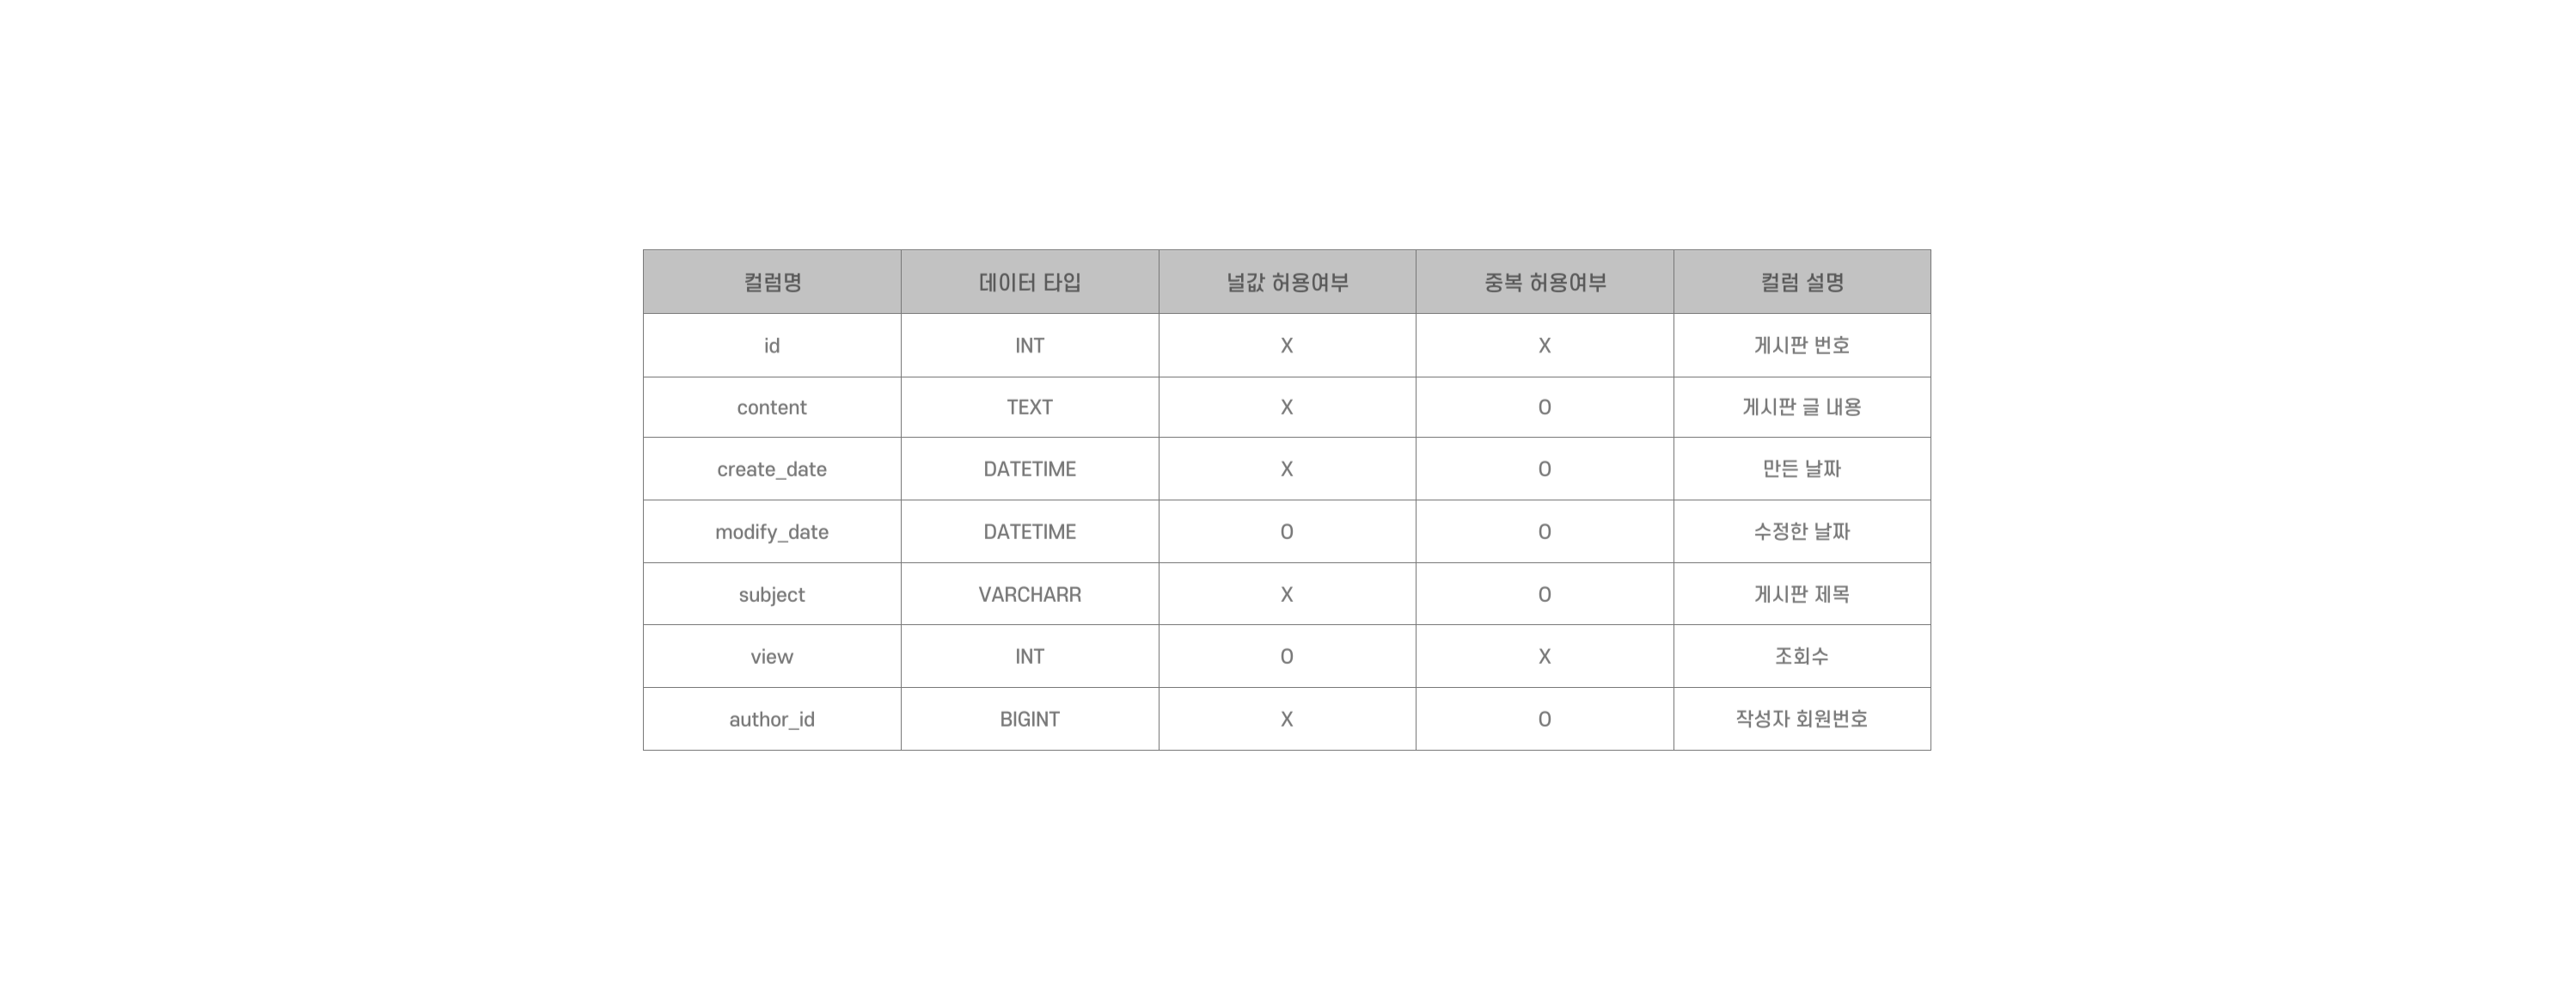 컬럼명 데이터 타입 널값 허용여부 중복 허용여부 컬럼 설명
id INT X X 게시판 번호
content TEXT X O 게시판 글 내용
create_date DATETIME X O 만든 날짜
modify_date DATETIME O O 수정한 날짜
subject VARCHARR X O 게시판 제목
view INT O X 조회수
author_id BIGINT X O 작성자 회원번호